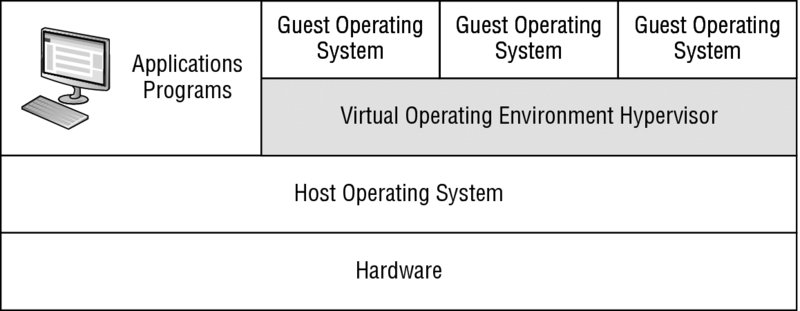 Guest Operating
System
Guest Operating
System
Guest Operating
System
Applications
Programs
Virtual Operating Environment Hypervisor
Host Operating System
Hardware